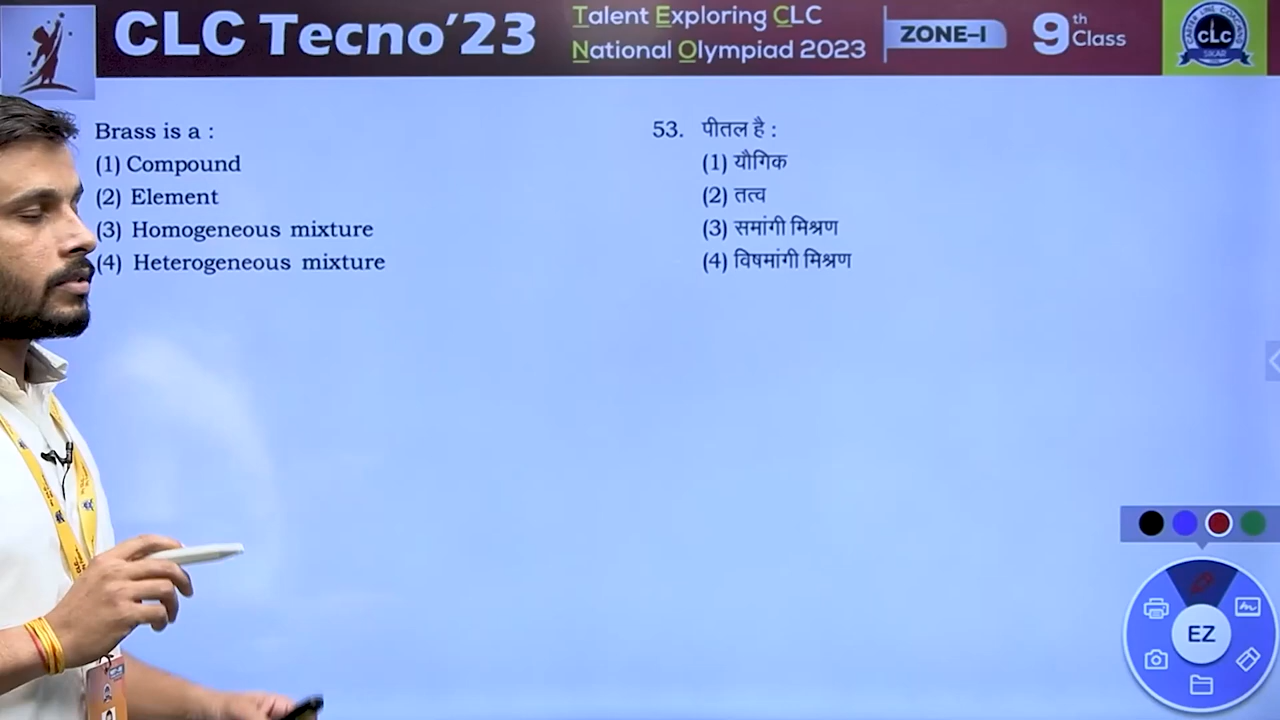 CLC Tecno'23
Talent Exploring CLC
National Olympiad 2023
ZONE–I
9th Class
CLC
SIKAR
Brass is a :
(1) Compound
(2) Element
(3) Homogeneous mixture
(4) Heterogeneous mixture
53. पीतल है :
(1) यौगिक
(2) तत्व
(3) समांगी मिश्रण
(4) विषमांगी मिश्रण
EZ